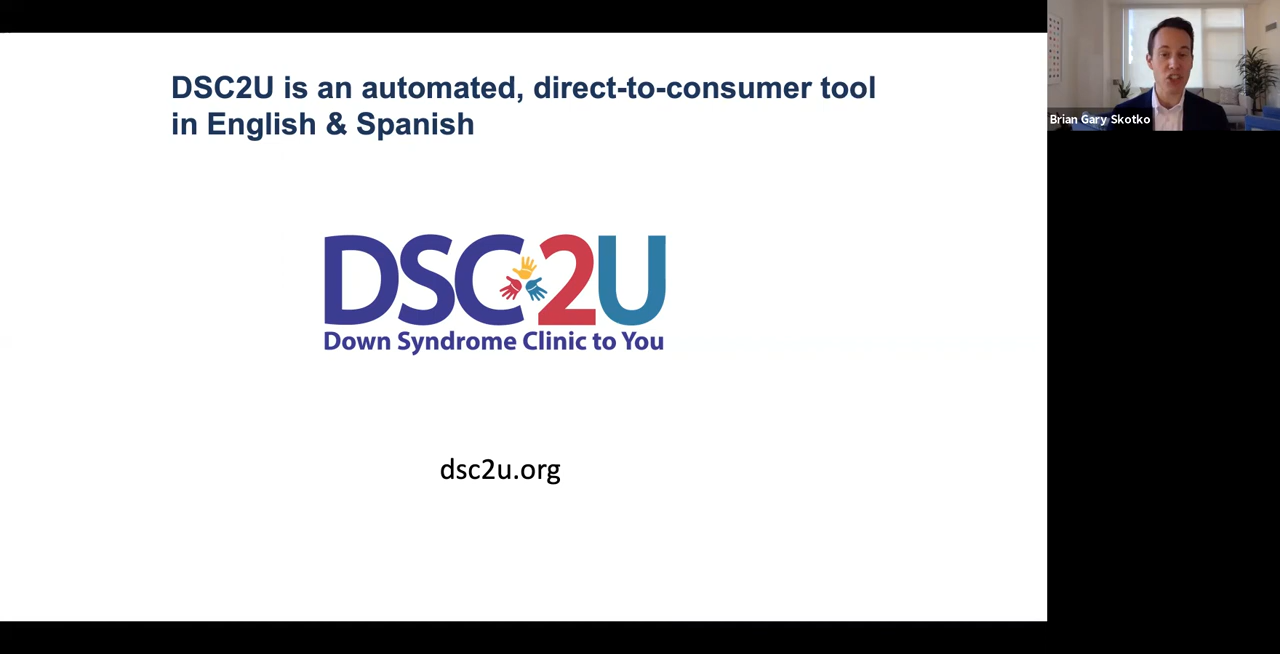 DSC2U is an automated, direct-to-consumer tool
in English & Spanish
DSC2U
Down Syndrome Clinic to You
dsc2u.org
Brian Gary Skotko